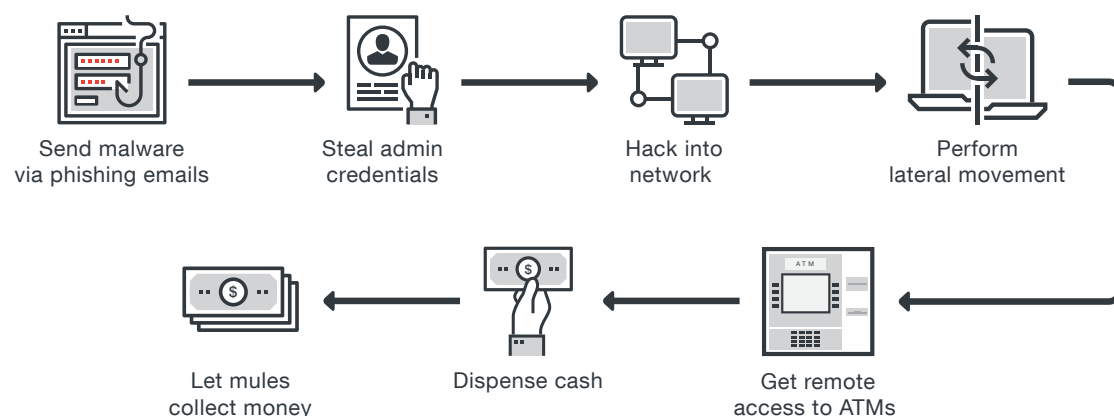 Send malware
via phishing emails
Steal admin
credentials
Hack into
network
Perform
lateral movement
ATM
$
$
Let mules
collect money
Dispense cash
Get remote
access to ATMs